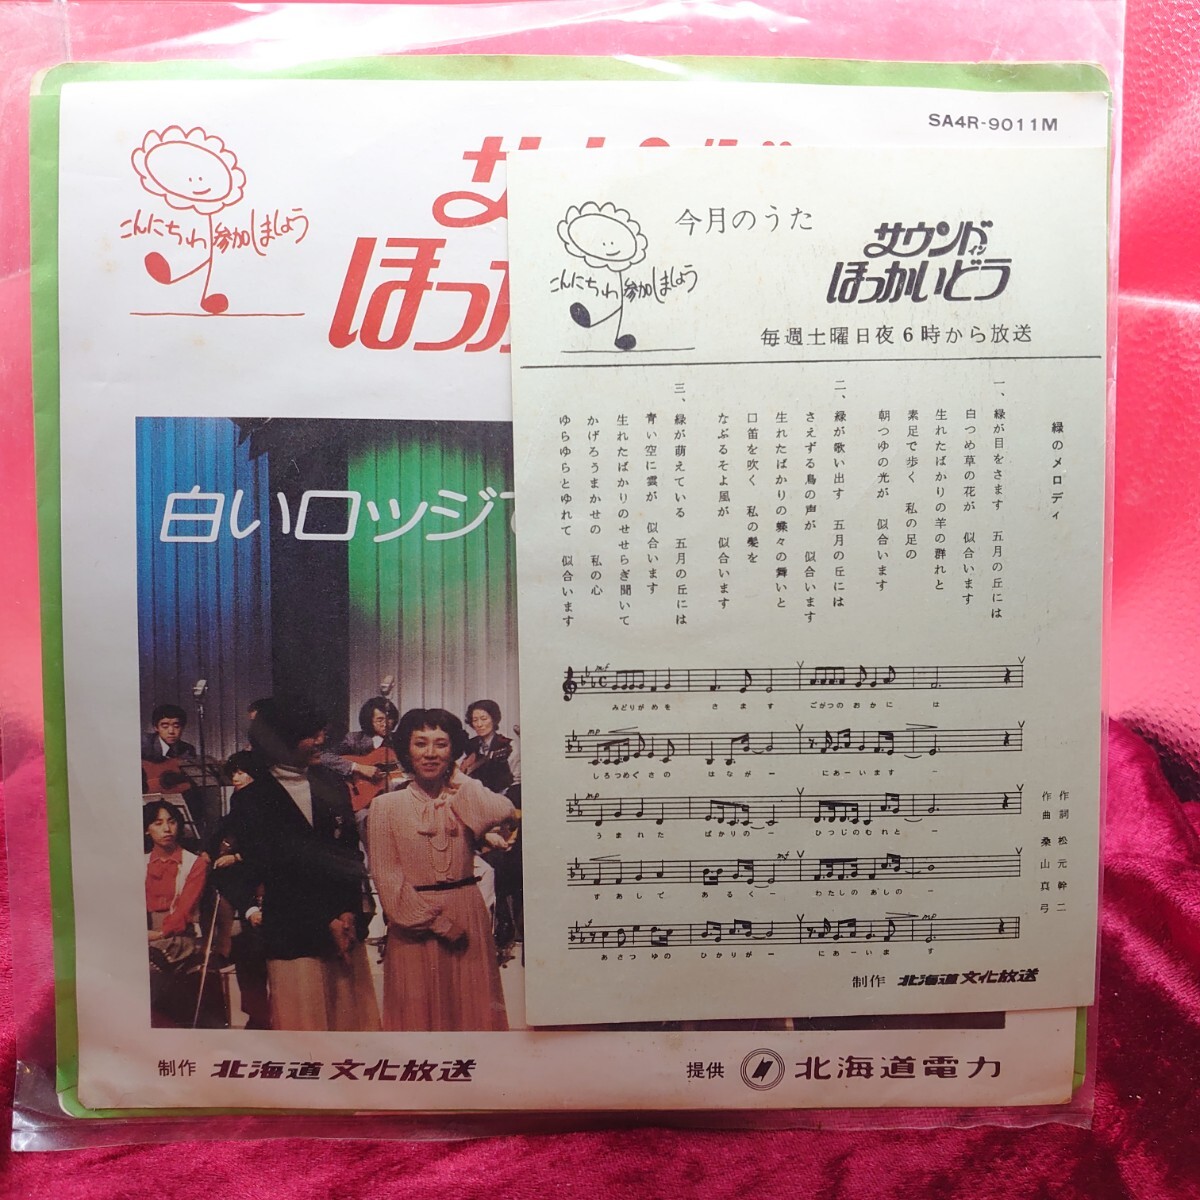 SA4R-9011M
こんにちわ 参加しましょう
サウンド
ほっか
白いロッジで
制作 北海道文化放送
提供 北海道電力
こんにちわ 参加しましょう
今月のうた
サウンドイン
ほっかいどう
毎週土曜日夜6時から放送
緑のメロディ
一、緑が目をさます 五月の丘には
白つめ草の花が 似合います
生れたばかりの羊の群れと
素足で歩く 私の足の
朝つゆの光が 似合います
二、緑が歌い出す 五月の丘には
さえずる鳥の声が 似合います
生れたばかりの蝶々の舞いと
口笛を吹く 私の髪を
なぶるそよ風が 似合います
三、緑が萌えている 五月の丘には
青い空に雲が 似合います
生れたばかりのせせらぎ聞いて
かげろうまかせの 私の心
ゆらゆらとゆれて 似合います
作詞 松元幹二
作曲 桑山真弓
mf
みどりがめを さます ごがつのおかに は
mp
しろつめぐさの はながー にあーいます ー
mp
うまれた ばかりのー ひつじのむれと ー
mf
すあしで あるくー わたしのあしの ー
mp
あさつゆの ひかりがー にあーいま す
制作 北海道文化放送